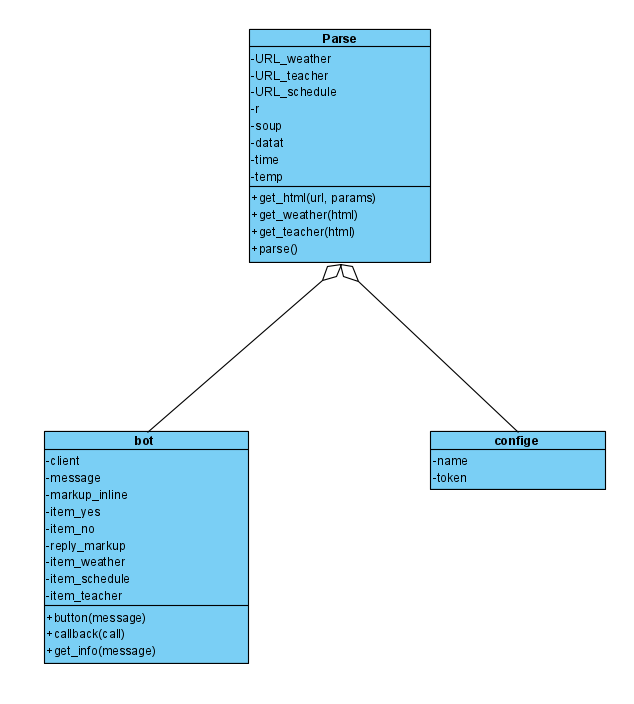 Parse
-URL_weather
-URL_teacher
-URL_schedule
-r
-soup
-datat
-time
-temp
+get_html(url, params)
+get_weather(html)
+get_teacher(html)
+parse()
bot
-client
-message
-markup_inline
-item_yes
-item_no
-reply_markup
-item_weather
-item_schedule
-item_teacher
+button(message)
+callback(call)
+get_info(message)
confige
-name
-token